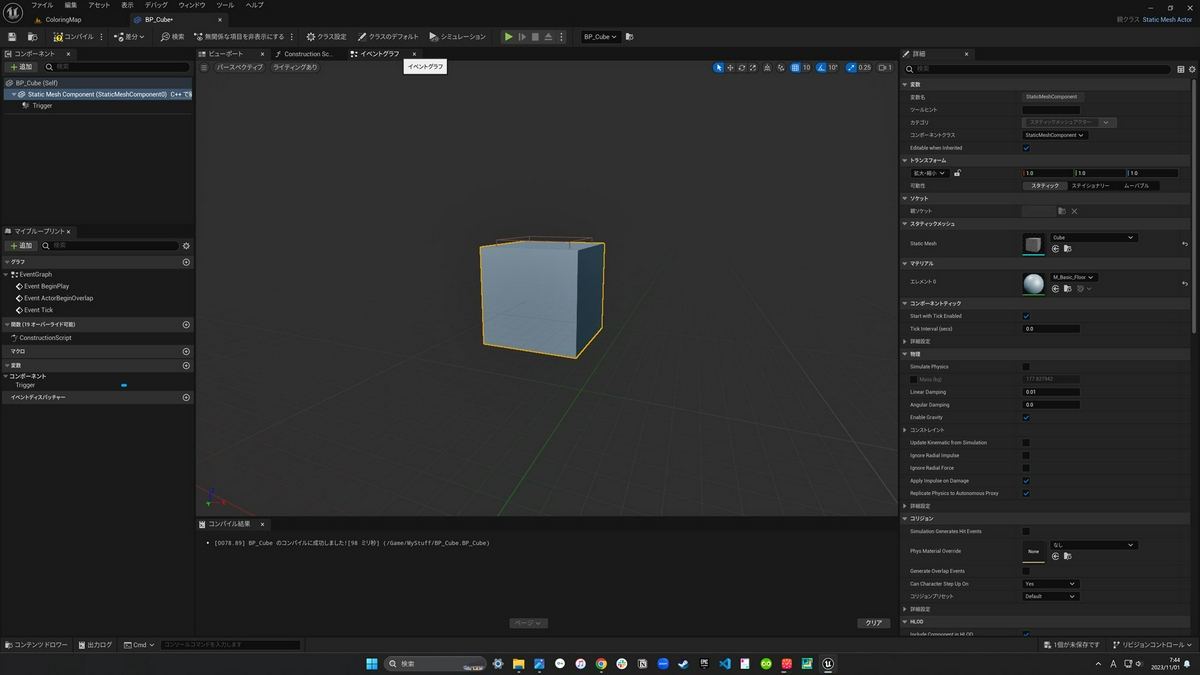 ファイル 編集 アセット 表示 デバッグ ウィンドウ ツール ヘルプ
ColoringMap
BP_Cube*
親クラス Static Mesh Actor
コンパイル
差分
検索
無関係な項目を非表示にする
クラス設定
クラスのデフォルト
シミュレーション
BP_Cube
コンポーネント
追加 検索
BP_Cube (Self)
Static Mesh Component (StaticMeshComponent0)
Trigger
マイブループリント
追加 検索
グラフ
EventGraph
Event BeginPlay
Event ActorBeginOverlap
Event Tick
関数 (19 オーバーライド可能)
ConstructionScript
マクロ
変数
コンポーネント
Trigger
イベントディスパッチャー
ビューポート
Construction Sc...
イベントグラフ
イベントグラフ
パースペクティブ ライティングあり
10 10° 0.25 1
コンパイル結果
[0078.89] BP_Cube のコンパイルに成功しました![98 ミリ秒] (/Game/MyStuff/BP_Cube.BP_Cube)
ページ
クリア
詳細
検索
変数
変数名 StaticMeshComponent
ツールヒント
カテゴリ スタティックメッシュアクター
コンポーネントクラス StaticMeshComponent
Editable when Inherited
トランスフォーム
拡大・縮小 1.0 1.0 1.0
可動性 スタティック ステイショナリー ムーバブル
ソケット
親ソケット
スタティックメッシュ
Static Mesh Cube
マテリアル
エレメント 0 M_Basic_Floor
コンポーネントティック
Start with Tick Enabled
Tick Interval (secs) 0.0
詳細設定
物理
Simulate Physics
Mass (kg) 177.827942
Linear Damping 0.01
Angular Damping 0.0
Enable Gravity
コンストレイント
Update Kinematic from Simulation
Ignore Radial Impulse
Ignore Radial Force
Apply Impulse on Damage
Replicate Physics to Autonomous Proxy
詳細設定
コリジョン
Simulation Generates Hit Events
Phys Material Override None なし
Generate Overlap Events
Can Character Step Up On Yes
コリジョンプリセット Default
詳細設定
HLOD
Include Component in HLOD
コンテンツドロワー 出力ログ Cmd コンソールコマンドを入力します
1個が未保存です リビジョンコントロール
検索
A
7:44
2023/11/01